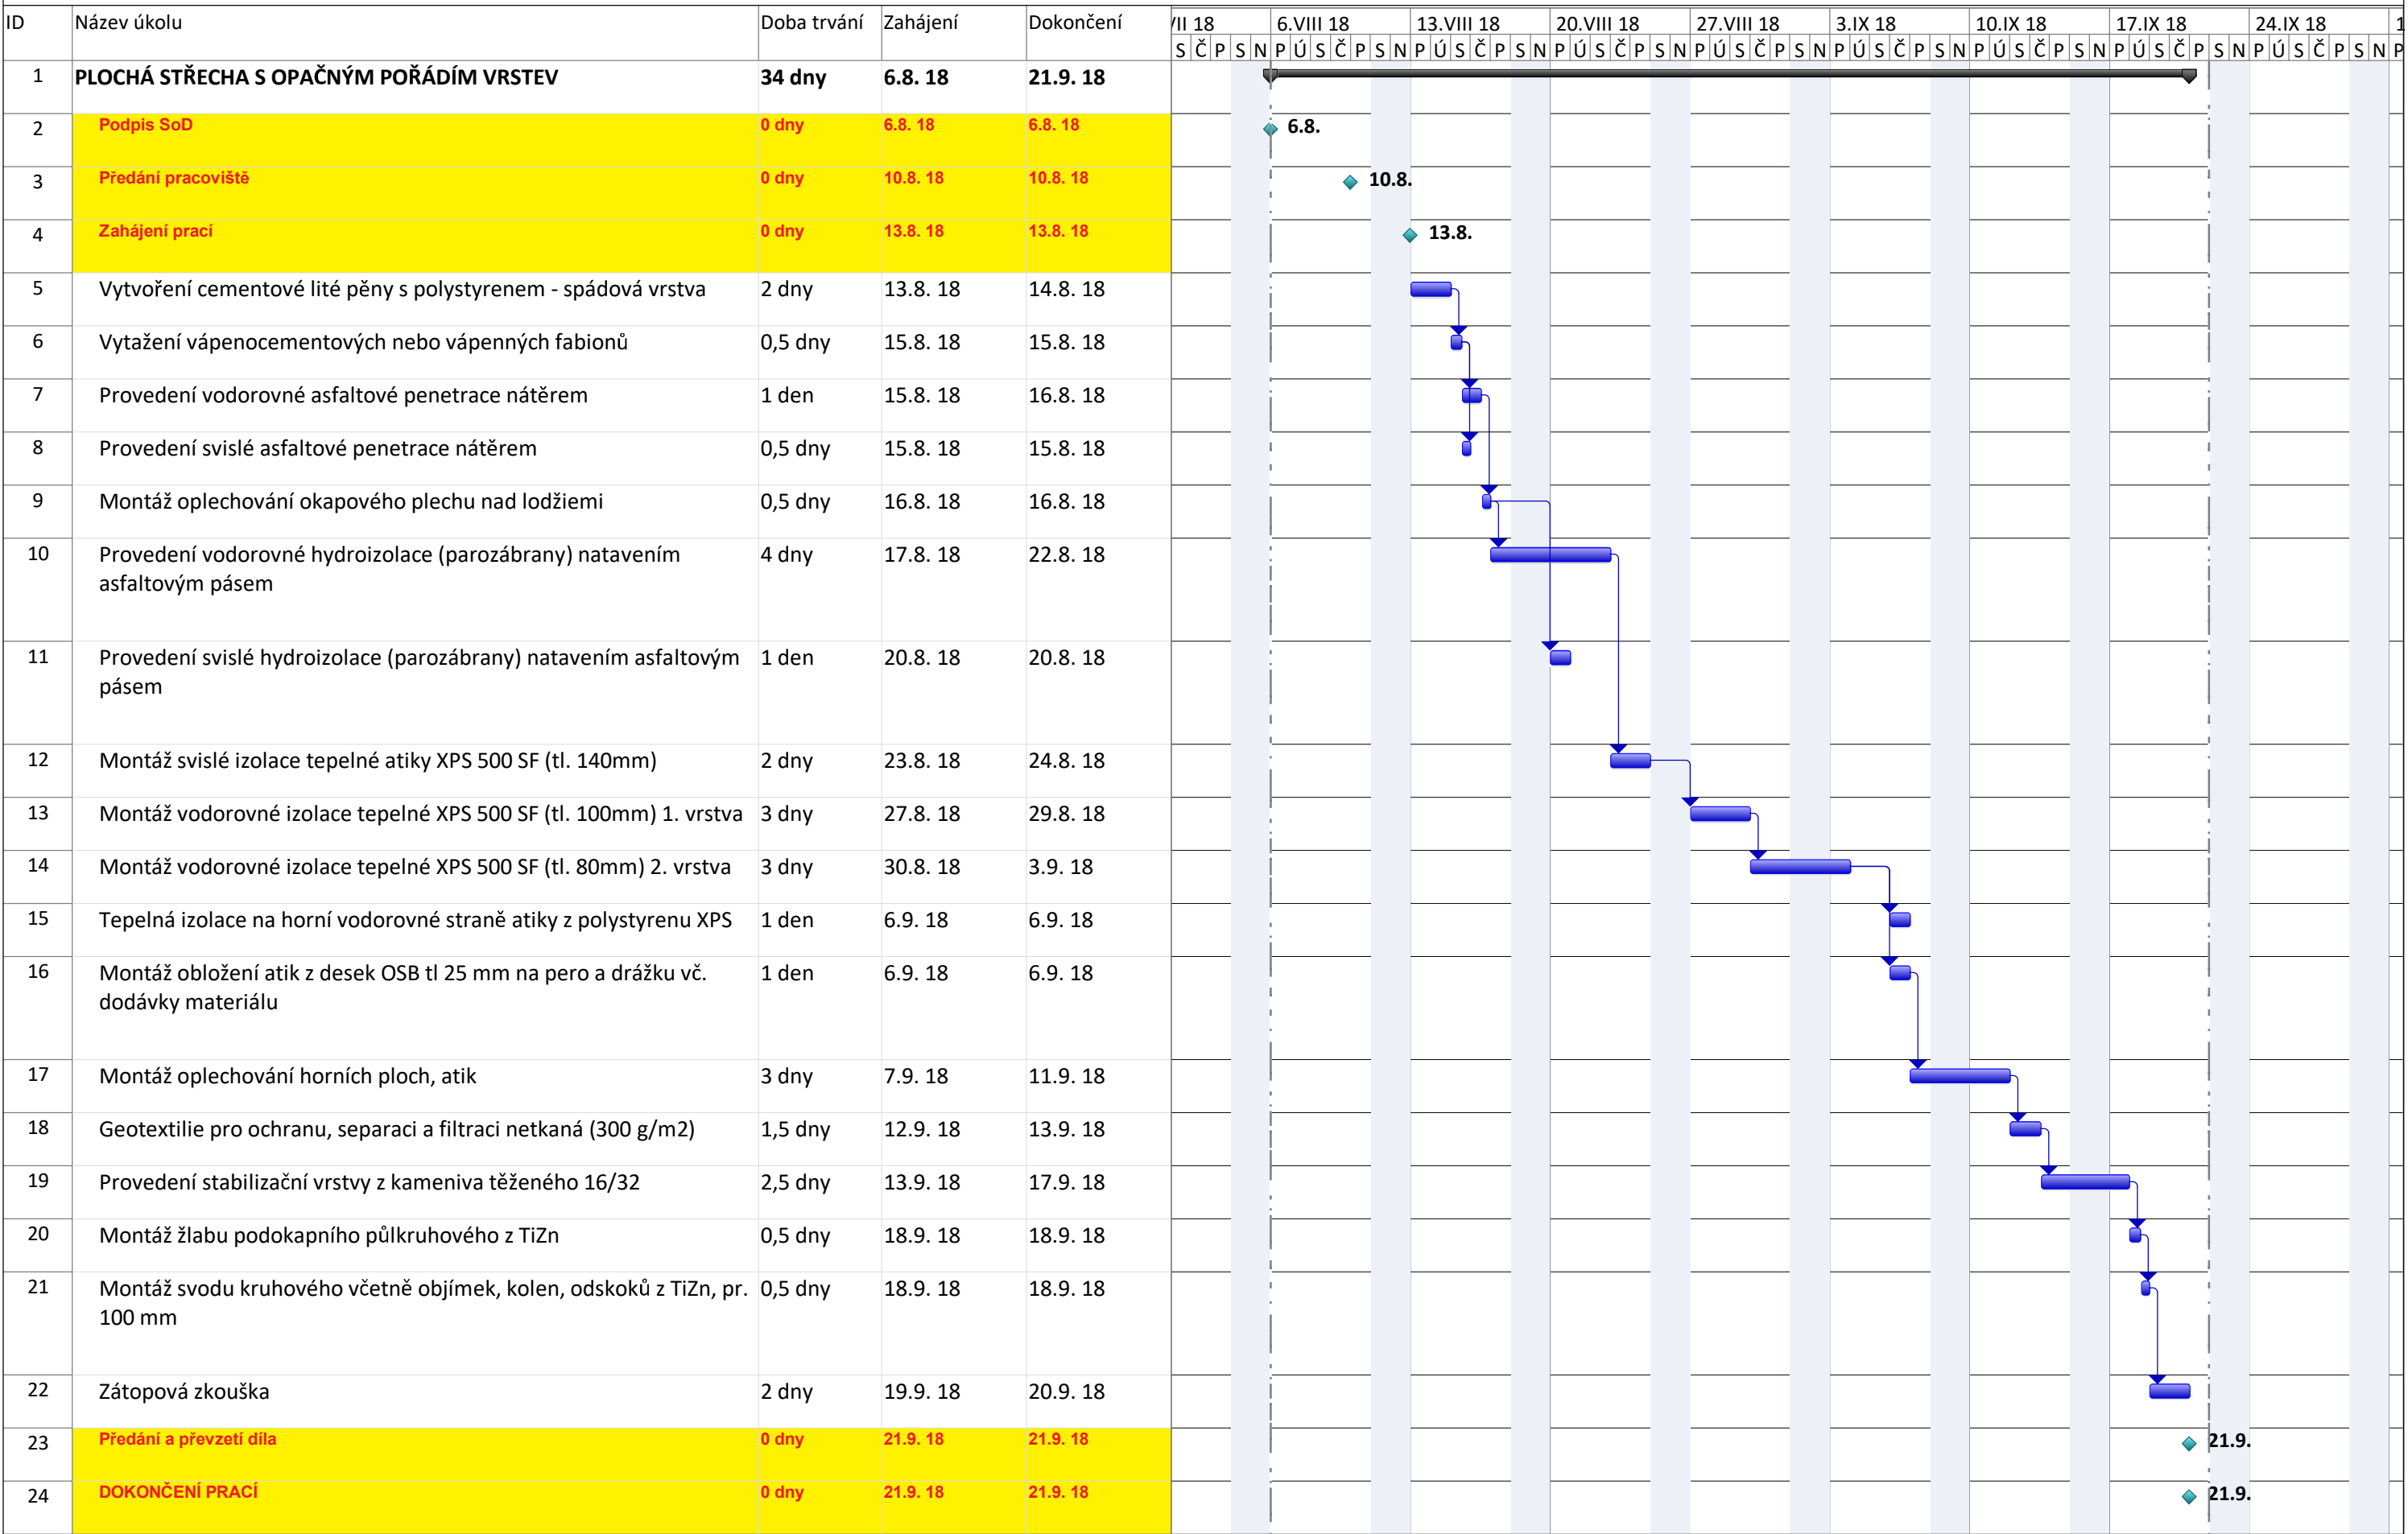 ID Název úkolu Doba trvání Zahájení Dokončení /II 18 6.VIII 18 13.VIII 18 20.VIII 18 27.VIII 18 3.IX 18 10.IX 18 17.IX 18 24.IX 18 1
S Č P S N P Ú S Č P S N P Ú S Č P S N P Ú S Č P S N P Ú S Č P S N P Ú S Č P S N P Ú S Č P S N P Ú S Č P S N P Ú S Č P S N P
1 PLOCHÁ STŘECHA S OPAČNÝM POŘÁDÍM VRSTEV 34 dny 6.8. 18 21.9. 18
2 Podpis SoD 0 dny 6.8. 18 6.8. 18 6.8.
3 Předání pracoviště 0 dny 10.8. 18 10.8. 18 10.8.
4 Zahájení prací 0 dny 13.8. 18 13.8. 18 13.8.
5 Vytvoření cementové lité pěny s polystyrenem - spádová vrstva 2 dny 13.8. 18 14.8. 18
6 Vytažení vápenocementových nebo vápenných fabionů 0,5 dny 15.8. 18 15.8. 18
7 Provedení vodorovné asfaltové penetrace nátěrem 1 den 15.8. 18 16.8. 18
8 Provedení svislé asfaltové penetrace nátěrem 0,5 dny 15.8. 18 15.8. 18
9 Montáž oplechování okapového plechu nad lodžiemi 0,5 dny 16.8. 18 16.8. 18
10 Provedení vodorovné hydroizolace (parozábrany) natavením 4 dny 17.8. 18 22.8. 18
asfaltovým pásem
11 Provedení svislé hydroizolace (parozábrany) natavením asfaltovým 1 den 20.8. 18 20.8. 18
pásem
12 Montáž svislé izolace tepelné atiky XPS 500 SF (tl. 140mm) 2 dny 23.8. 18 24.8. 18
13 Montáž vodorovné izolace tepelné XPS 500 SF (tl. 100mm) 1. vrstva 3 dny 27.8. 18 29.8. 18
14 Montáž vodorovné izolace tepelné XPS 500 SF (tl. 80mm) 2. vrstva 3 dny 30.8. 18 3.9. 18
15 Tepelná izolace na horní vodorovné straně atiky z polystyrenu XPS 1 den 6.9. 18 6.9. 18
16 Montáž obložení atik z desek OSB tl 25 mm na pero a drážku vč. 1 den 6.9. 18 6.9. 18
dodávky materiálu
17 Montáž oplechování horních ploch, atik 3 dny 7.9. 18 11.9. 18
18 Geotextilie pro ochranu, separaci a filtraci netkaná (300 g/m2) 1,5 dny 12.9. 18 13.9. 18
19 Provedení stabilizační vrstvy z kameniva těženého 16/32 2,5 dny 13.9. 18 17.9. 18
20 Montáž žlabu podokapního půlkruhového z TiZn 0,5 dny 18.9. 18 18.9. 18
21 Montáž svodu kruhového včetně objímek, kolen, odskoků z TiZn, pr. 0,5 dny 18.9. 18 18.9. 18
100 mm
22 Zátopová zkouška 2 dny 19.9. 18 20.9. 18
23 Předání a převzetí díla 0 dny 21.9. 18 21.9. 18 21.9.
24 DOKONČENÍ PRACÍ 0 dny 21.9. 18 21.9. 18 21.9.